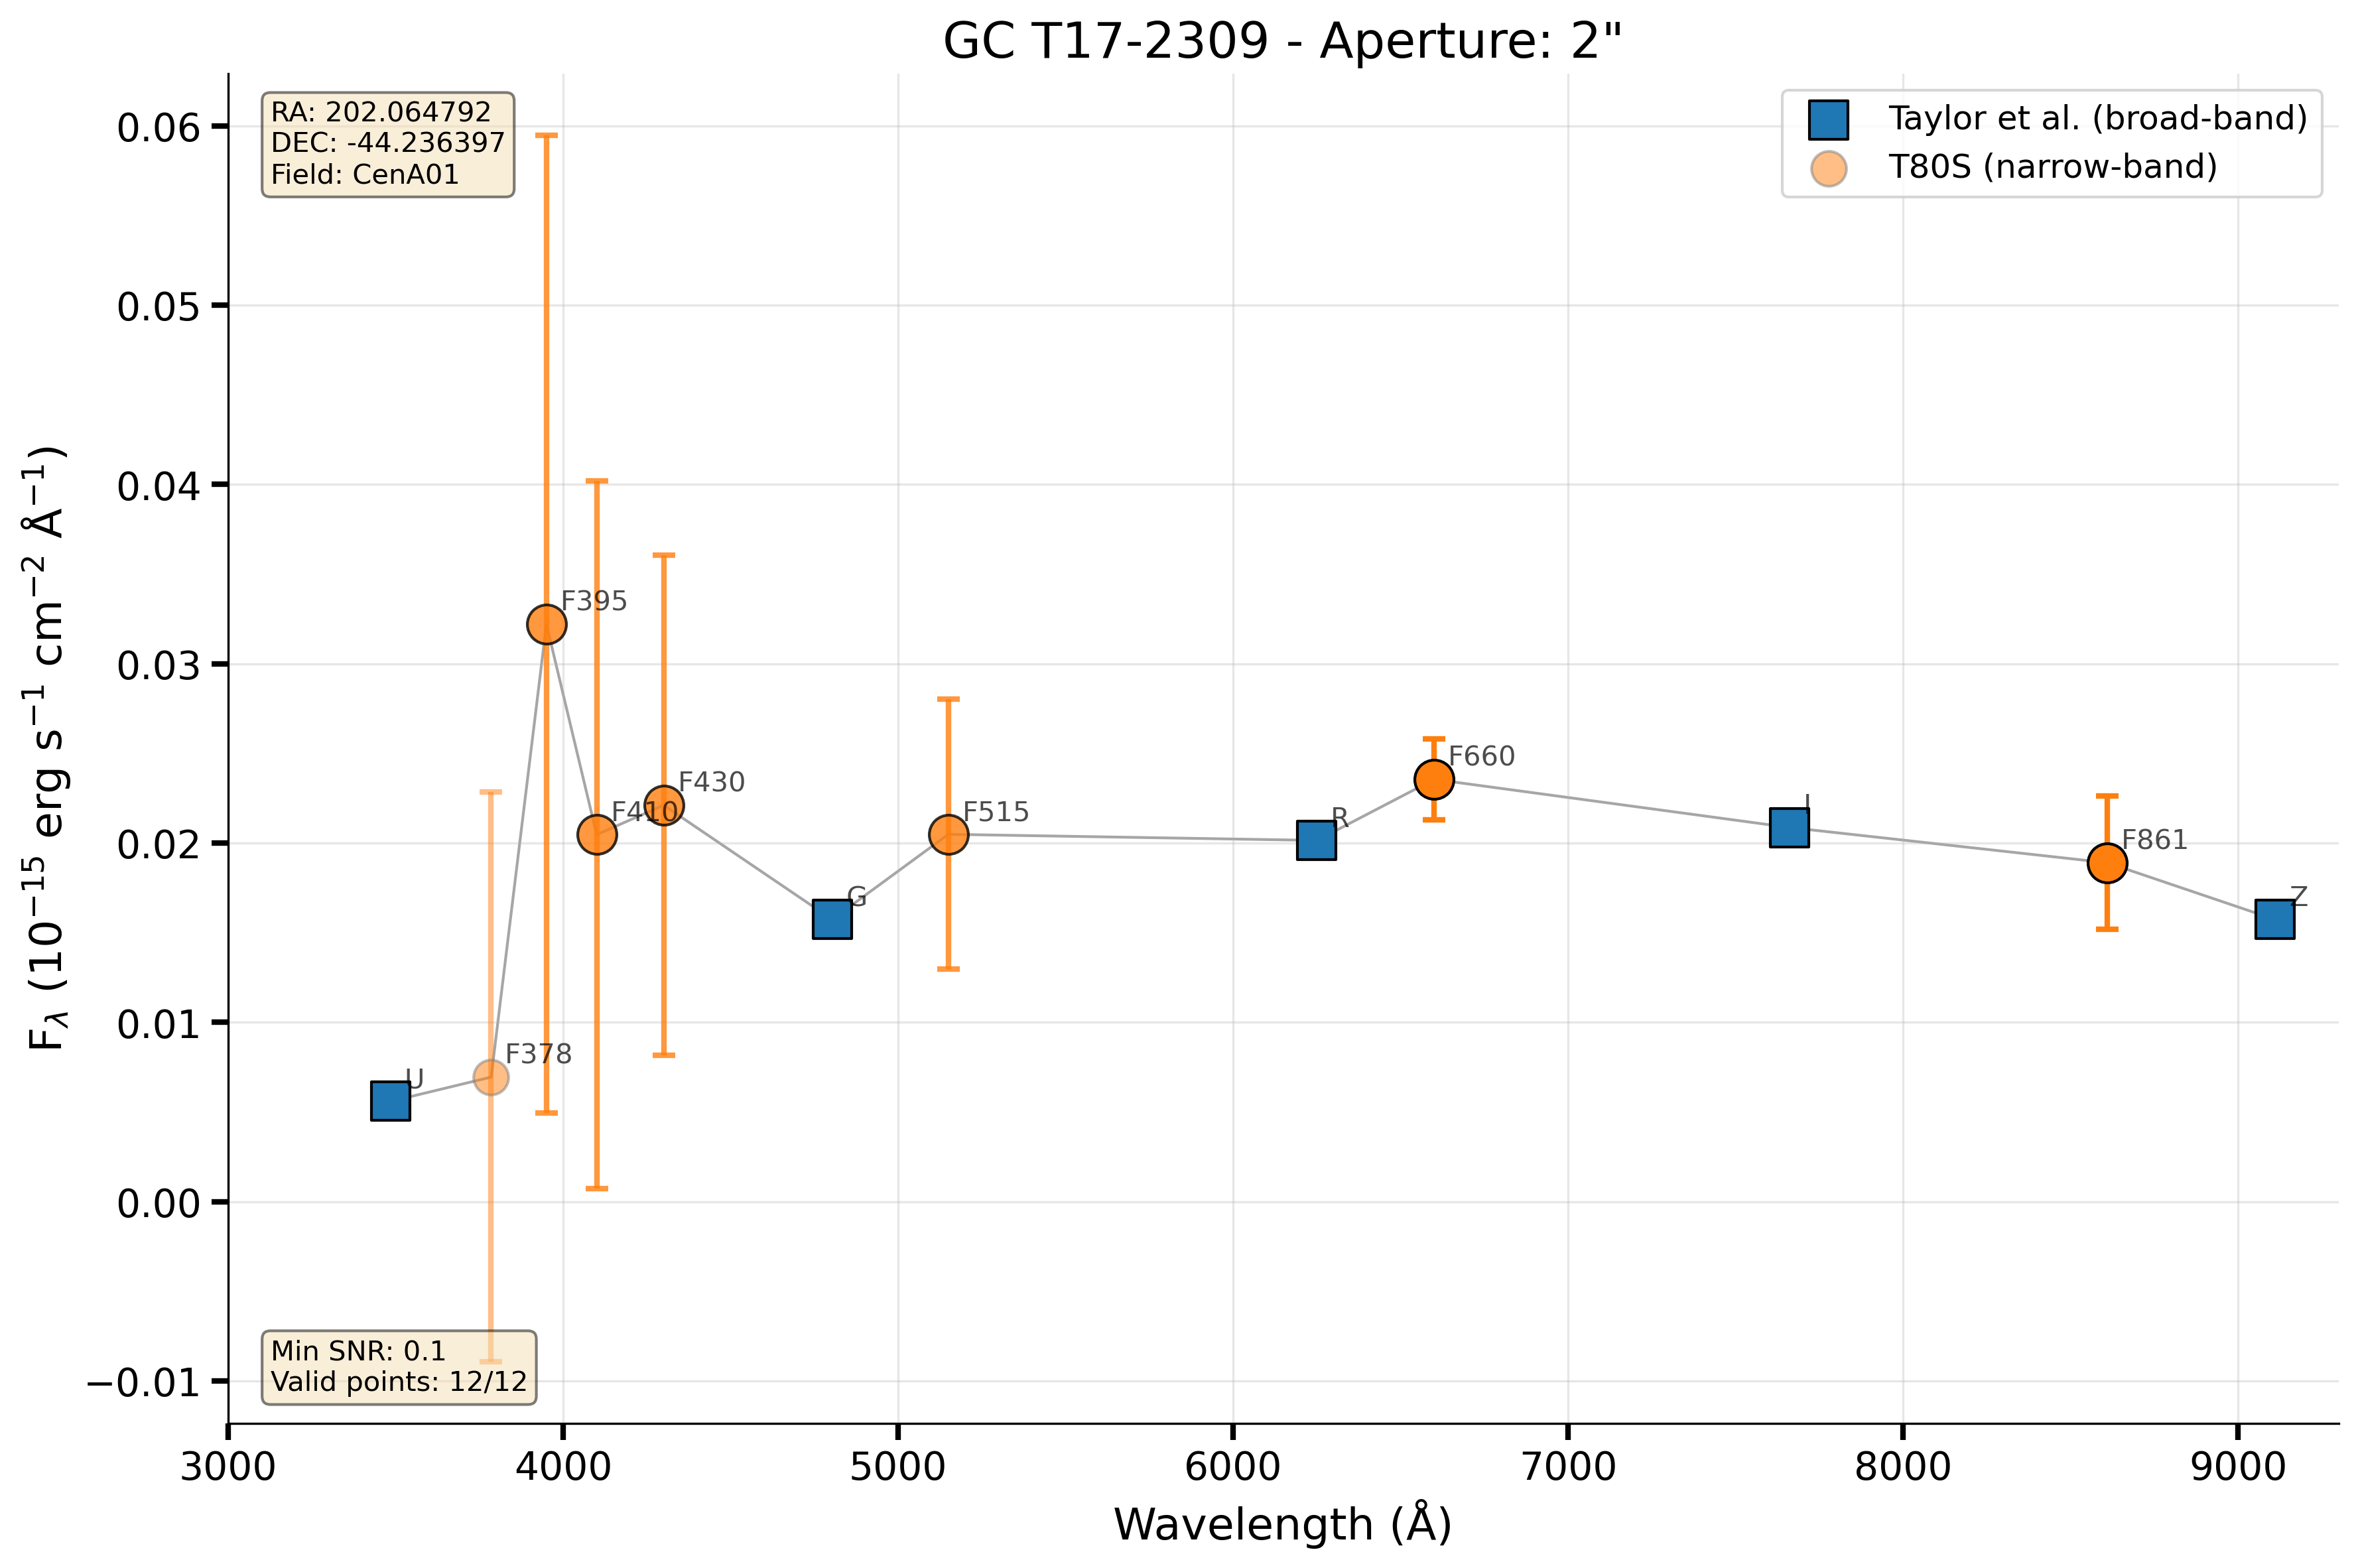 GC T17-2309 - Aperture: 2"
RA: 202.064792
DEC: -44.236397
Field: CenA01
Taylor et al. (broad-band)
T80S (narrow-band)
0.06
0.05
0.04
0.03
0.02
0.01
0.00
−0.01
F_λ (10⁻¹⁵ erg s⁻¹ cm⁻² Å⁻¹)
F395
F430
F410
F515
F660
R
I
F861
G
Z
F378
U
Min SNR: 0.1
Valid points: 12/12
3000
4000
5000
6000
7000
8000
9000
Wavelength (Å)